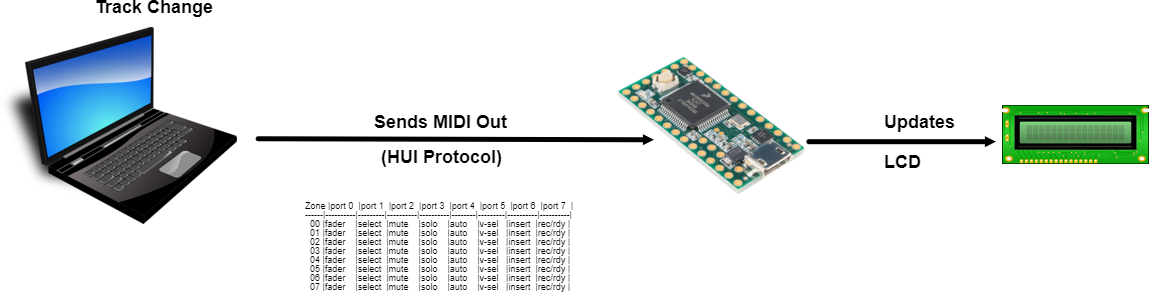 Track Change
Sends MIDI Out
(HUI Protocol)
Updates
LCD
Zone |port 0 |port 1 |port 2 |port 3 |port 4 |port 5 |port 6 |port 7 |
------|-----------|----------|---------|----------|---------|--------|---------|----------|
00 |fader |select |mute |solo |auto |v-sel |insert |rec/rdy |
01 |fader |select |mute |solo |auto |v-sel |insert |rec/rdy |
02 |fader |select |mute |solo |auto |v-sel |insert |rec/rdy |
03 |fader |select |mute |solo |auto |v-sel |insert |rec/rdy |
04 |fader |select |mute |solo |auto |v-sel |insert |rec/rdy |
05 |fader |select |mute |solo |auto |v-sel |insert |rec/rdy |
06 |fader |select |mute |solo |auto |v-sel |insert |rec/rdy |
07 |fader |select |mute |solo |auto |v-sel |insert |rec/rdy |